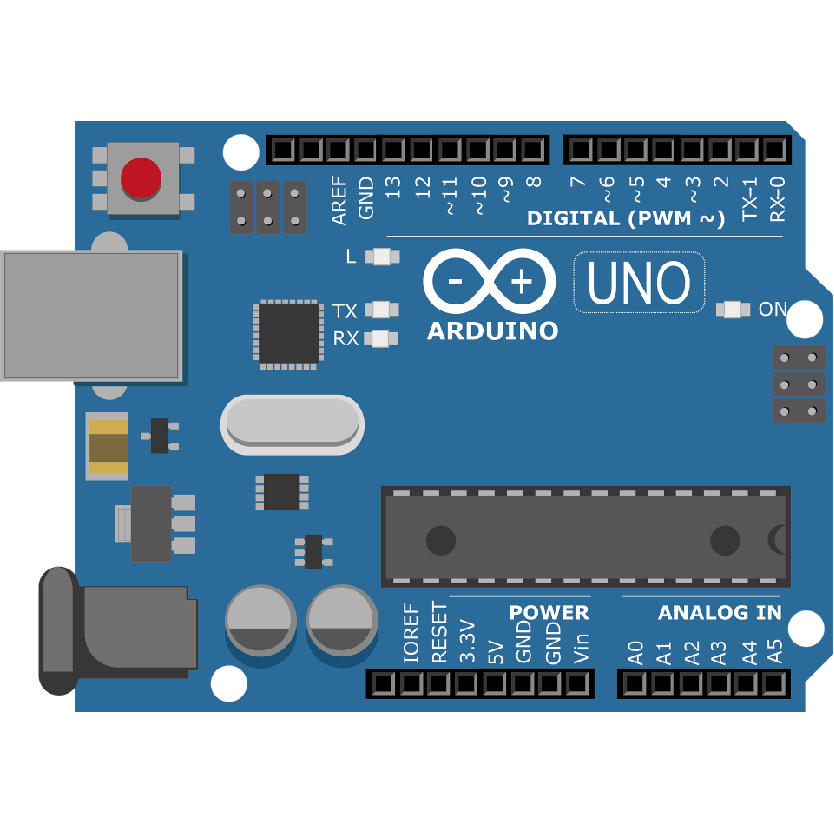 AREF
GND
13
12
~11
~10
~9
8
7
~6
~5
4
~3
2
TX→1
RX←0
DIGITAL (PWM ~)
L
TX
RX
- +
ARDUINO
UNO
ON
POWER
ANALOG IN
IOREF
RESET
3.3V
5V
GND
GND
Vin
A0
A1
A2
A3
A4
A5